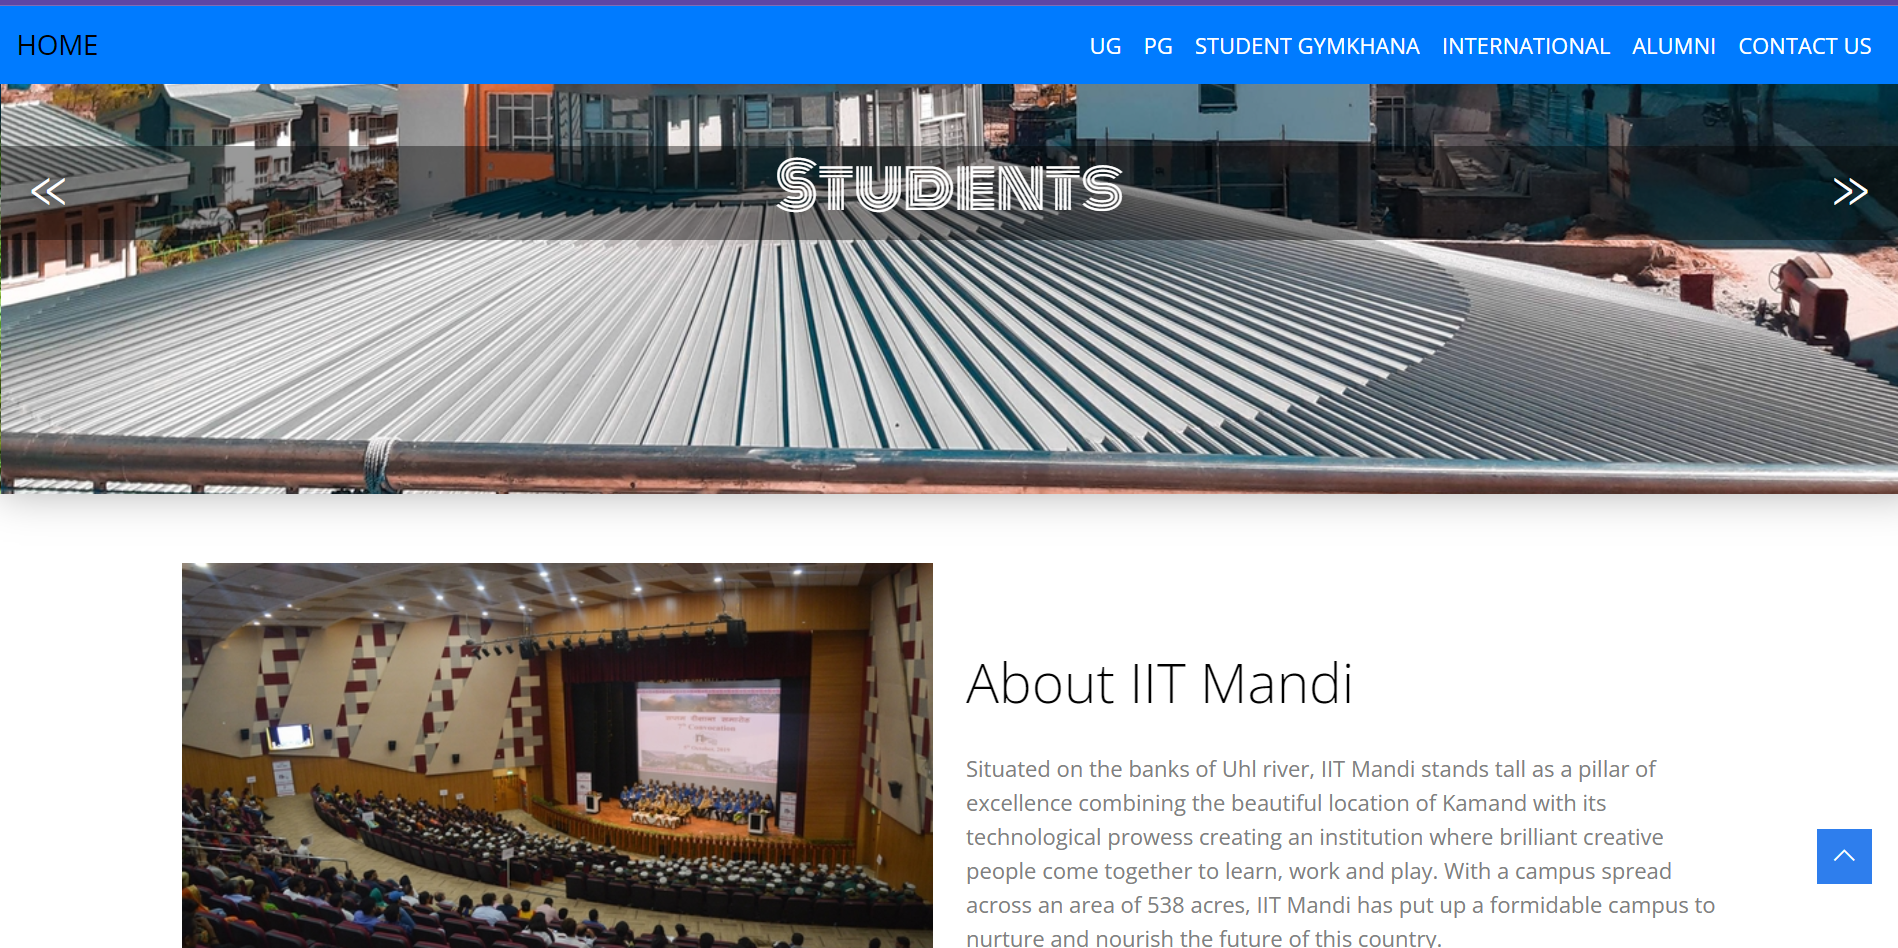 HOME
UG PG STUDENT GYMKHANA INTERNATIONAL ALUMNI CONTACT US
STUDENTS
7th Convocation
About IIT Mandi
Situated on the banks of Uhl river, IIT Mandi stands tall as a pillar of
excellence combining the beautiful location of Kamand with its
technological prowess creating an institution where brilliant creative
people come together to learn, work and play. With a campus spread
across an area of 538 acres, IIT Mandi has put up a formidable campus to
nurture and nourish the future of this country.